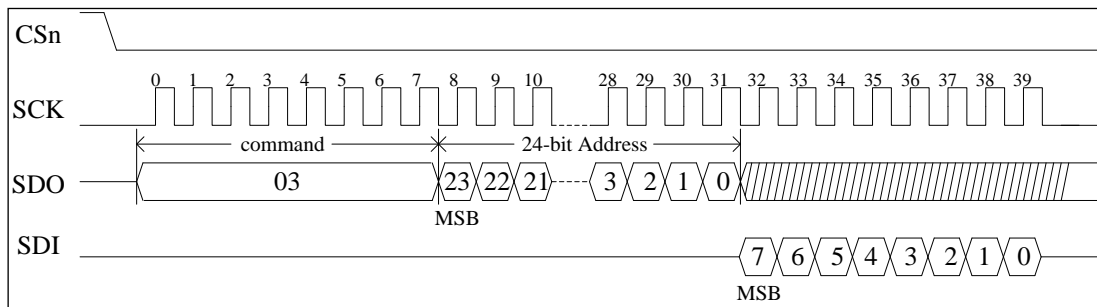 CSn
0 1 2 3 4 5 6 7 8 9 10 28 29 30 31 32 33 34 35 36 37 38 39
SCK
command 24-bit Address
SDO 03 23 22 21 3 2 1 0
MSB
SDI 7 6 5 4 3 2 1 0
MSB